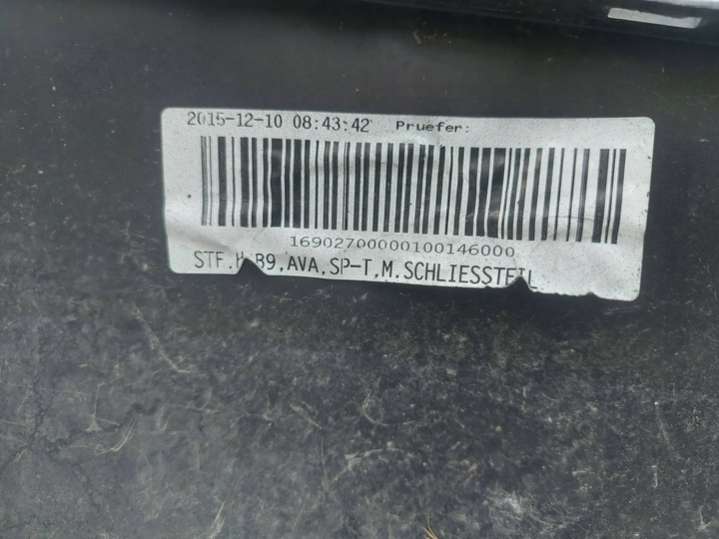 2015-12-10 08:43:42 Pruefer:
16902700000100146000
STF.H.B9,AVA,SP-T,M.SCHLIESSTEIL